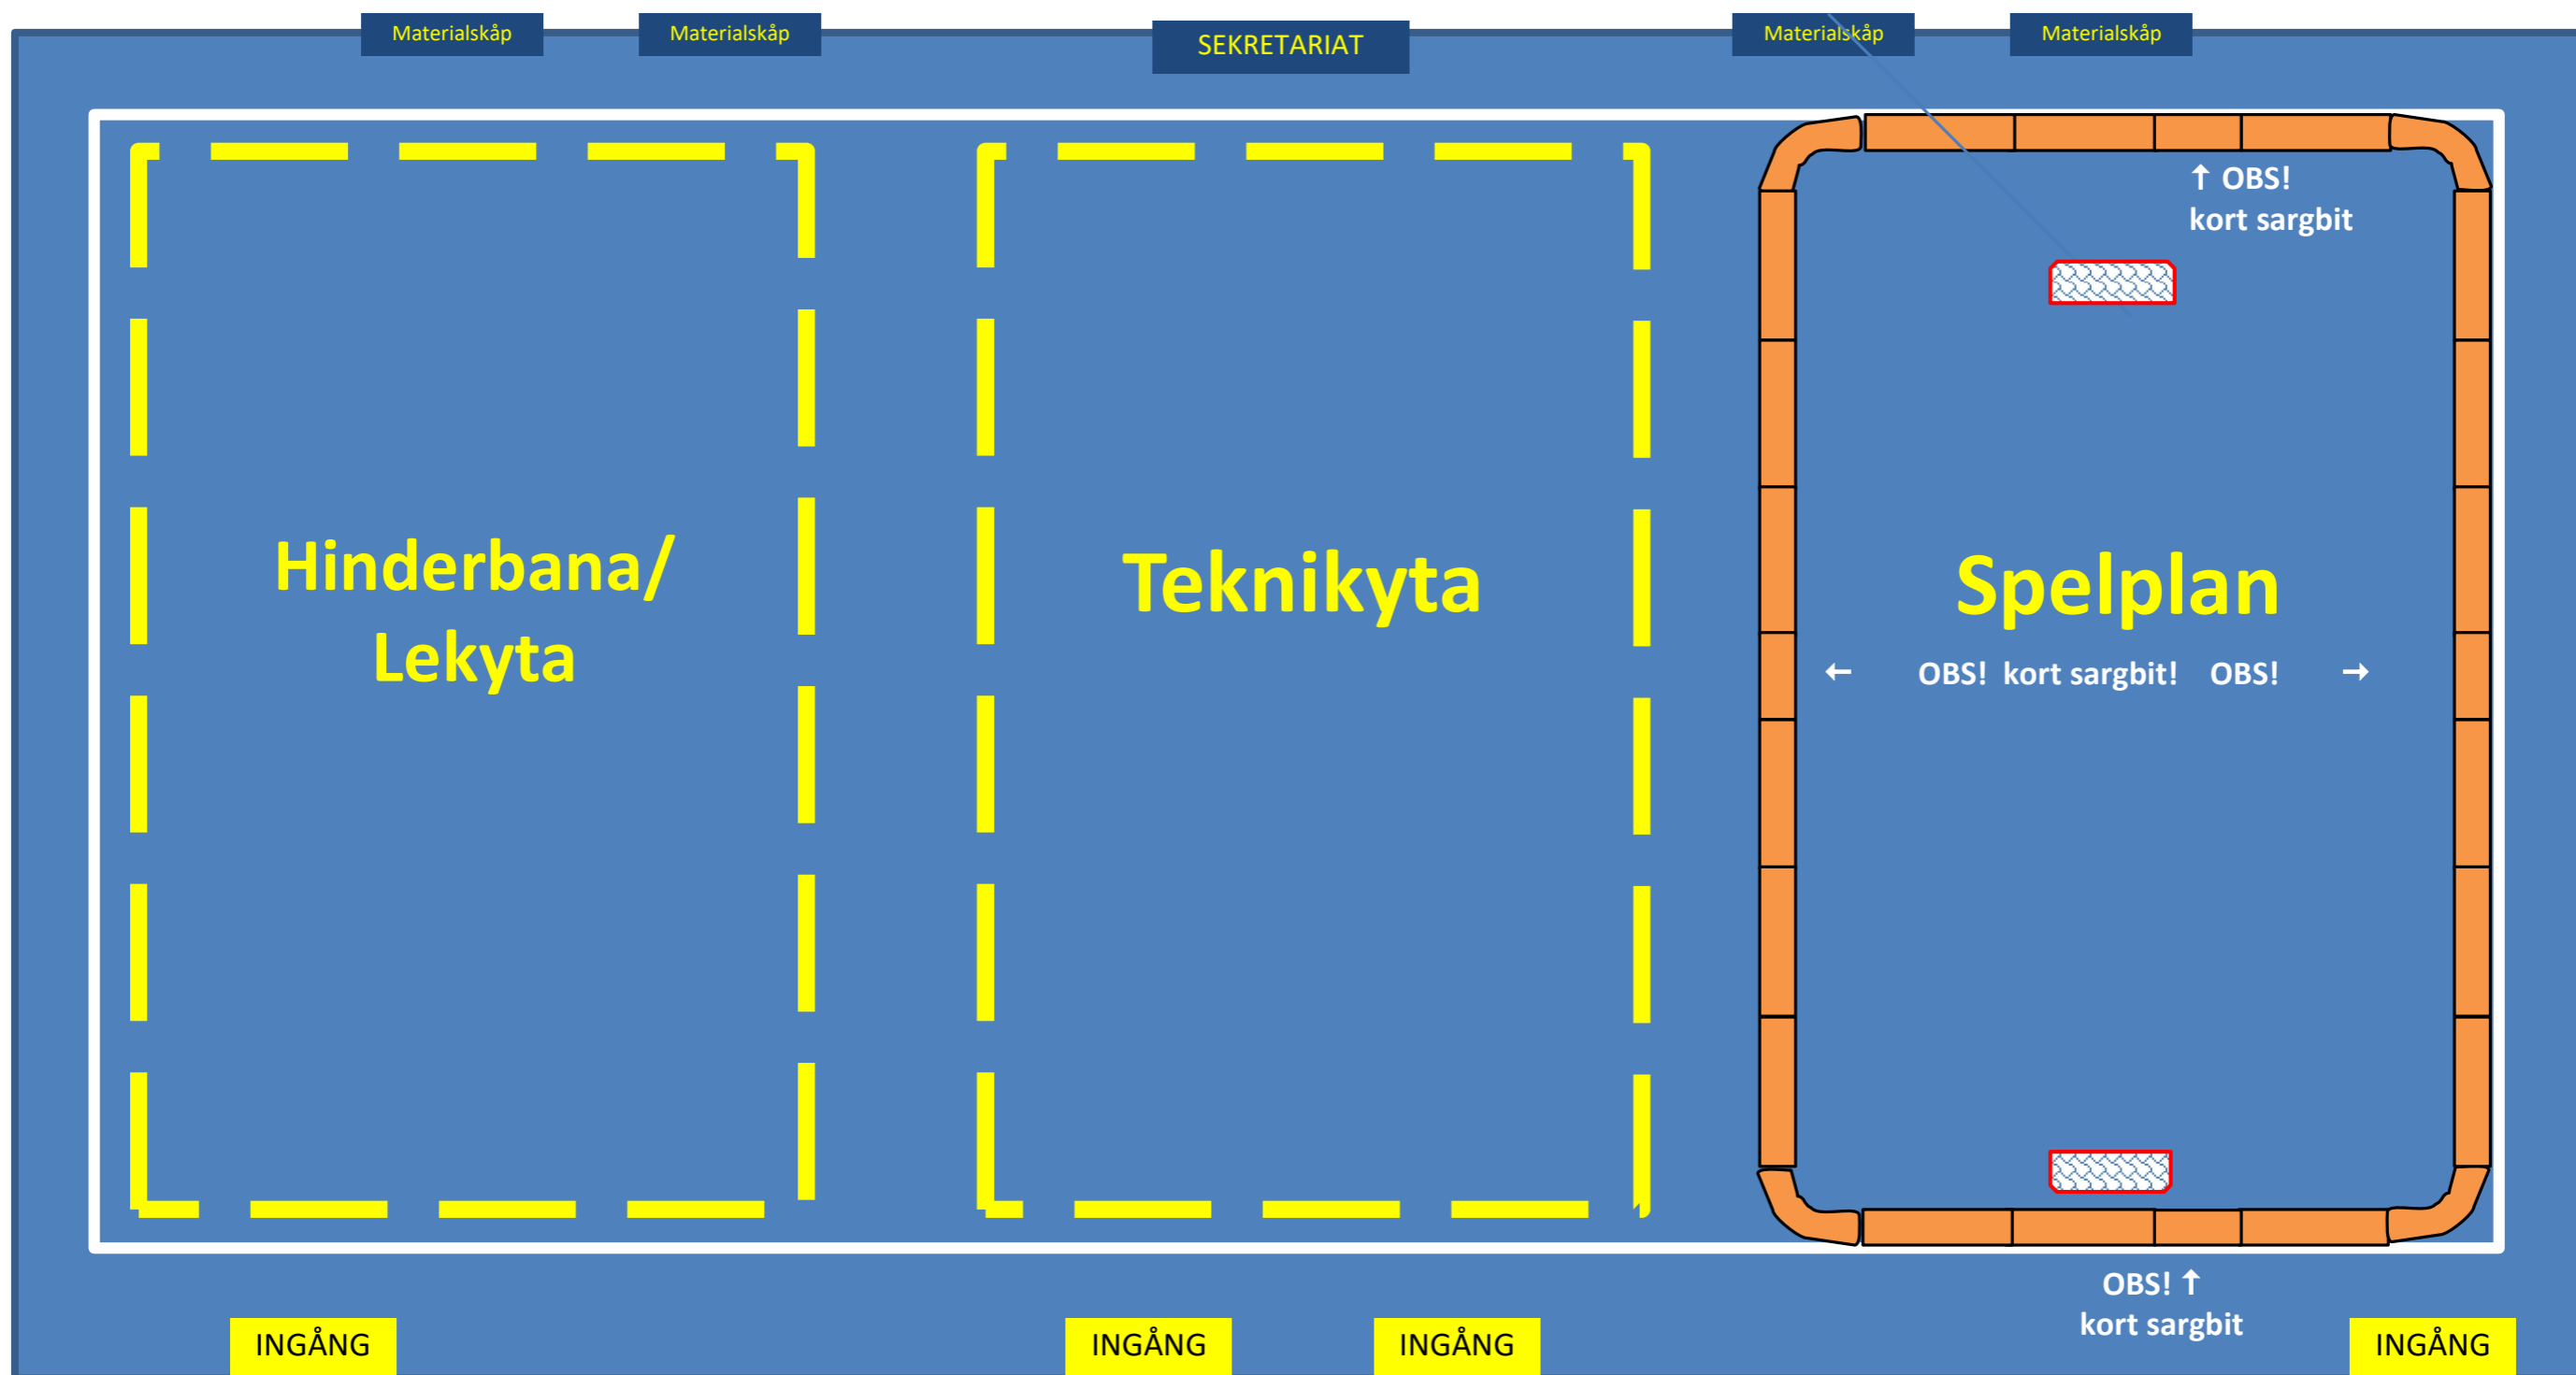 Materialskåp
Materialskåp
SEKRETARIAT
Materialskåp
Materialskåp
↑ OBS!
kort sargbit
Hinderbana/
Lekyta
Teknikyta
Spelplan
← OBS! kort sargbit! OBS! →
OBS! ↑
kort sargbit
INGÅNG
INGÅNG
INGÅNG
INGÅNG